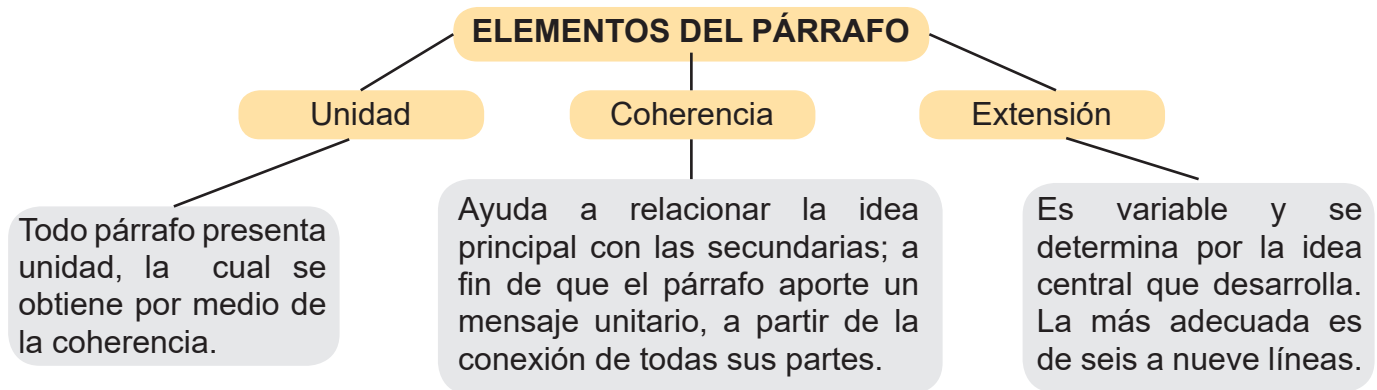 ELEMENTOS DEL PÁRRAFO
Unidad
Coherencia
Extensión
Todo párrafo presenta
unidad, la cual se
obtiene por medio de
la coherencia.
Ayuda a relacionar la idea
principal con las secundarias; a
fin de que el párrafo aporte un
mensaje unitario, a partir de la
conexión de todas sus partes.
Es variable y se
determina por la idea
central que desarrolla.
La más adecuada es
de seis a nueve líneas.